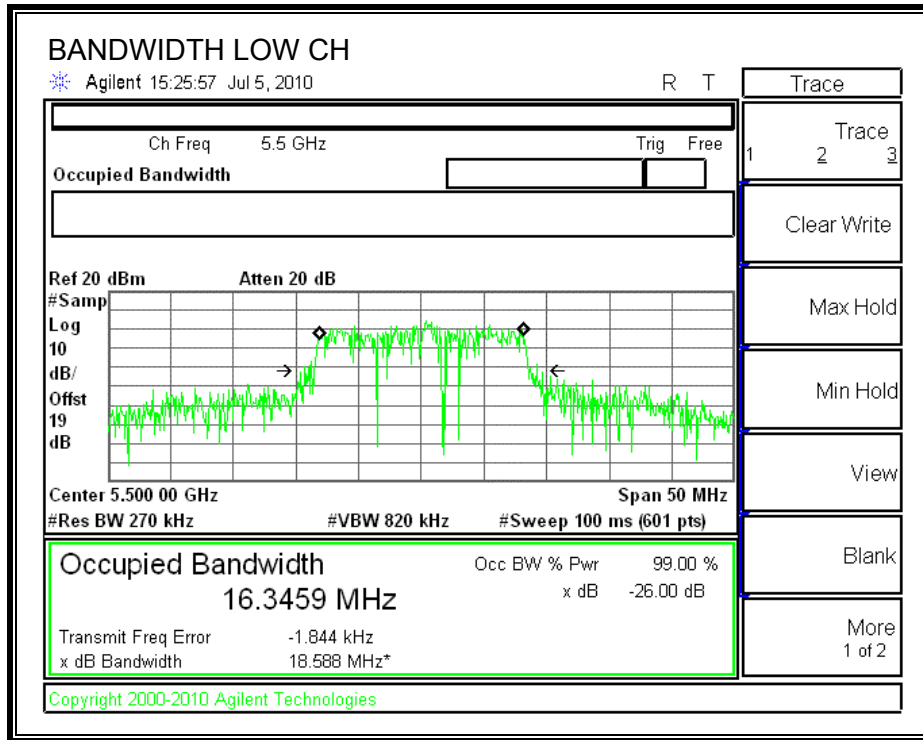 BANDWIDTH LOW CH
Agilent 15:25:57 Jul 5, 2010 R T
Trace
Ch Freq 5.5 GHz Trig Free
Occupied Bandwidth
Trace
1 2 3
Clear Write
Max Hold
Min Hold
View
Blank
More
1 of 2
Ref 20 dBm Atten 20 dB
#Samp
Log
10
dB/
Offst
19
dB
Center 5.500 00 GHz Span 50 MHz
#Res BW 270 kHz #VBW 820 kHz #Sweep 100 ms (601 pts)
Occupied Bandwidth
16.3459 MHz
Occ BW % Pwr 99.00 %
x dB -26.00 dB
Transmit Freq Error -1.844 kHz
x dB Bandwidth 18.588 MHz*
Copyright 2000-2010 Agilent Technologies